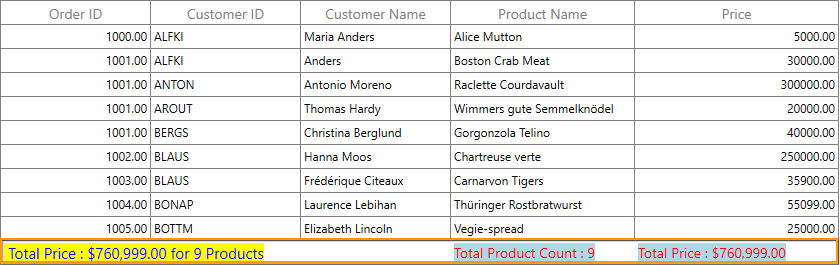 Order ID Customer ID Customer Name Product Name Price
1000.00 ALFKI Maria Anders Alice Mutton 5000.00
1001.00 ALFKI Anders Boston Crab Meat 30000.00
1001.00 ANTON Antonio Moreno Raclette Courdavault 300000.00
1001.00 AROUT Thomas Hardy Wimmers gute Semmelknödel 20000.00
1001.00 BERGS Christina Berglund Gorgonzola Telino 40000.00
1002.00 BLAUS Hanna Moos Chartreuse verte 250000.00
1003.00 BLAUS Frédérique Citeaux Carnarvon Tigers 35900.00
1004.00 BONAP Laurence Lebihan Thüringer Rostbratwurst 55099.00
1005.00 BOTTM Elizabeth Lincoln Vegie-spread 25000.00
Total Price : $760,999.00 for 9 Products Total Product Count : 9 Total Price : $760,999.00